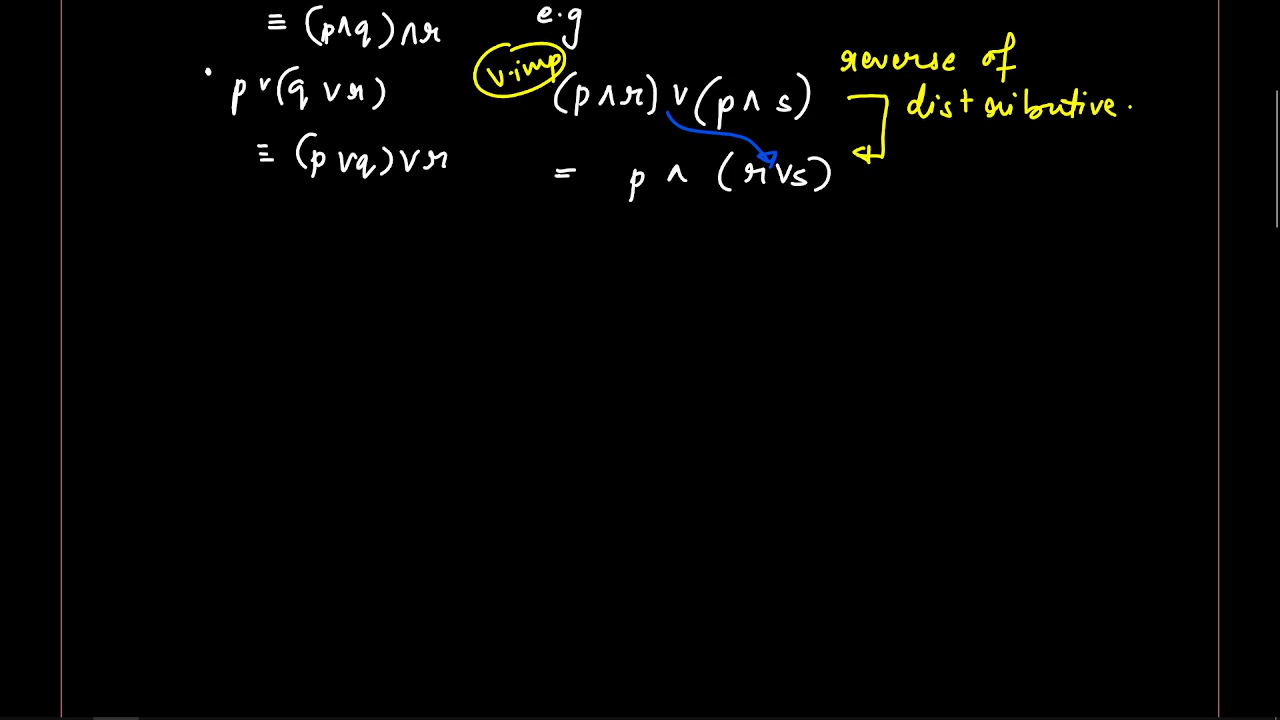 ≡ (p∧q)∧r
• p∨(q∨r)
≡ (p∨q)∨r
e.g
v.imp
(p∧r)∨(p∧s)
= p ∧ (r∨s)
reverse of
distributive.